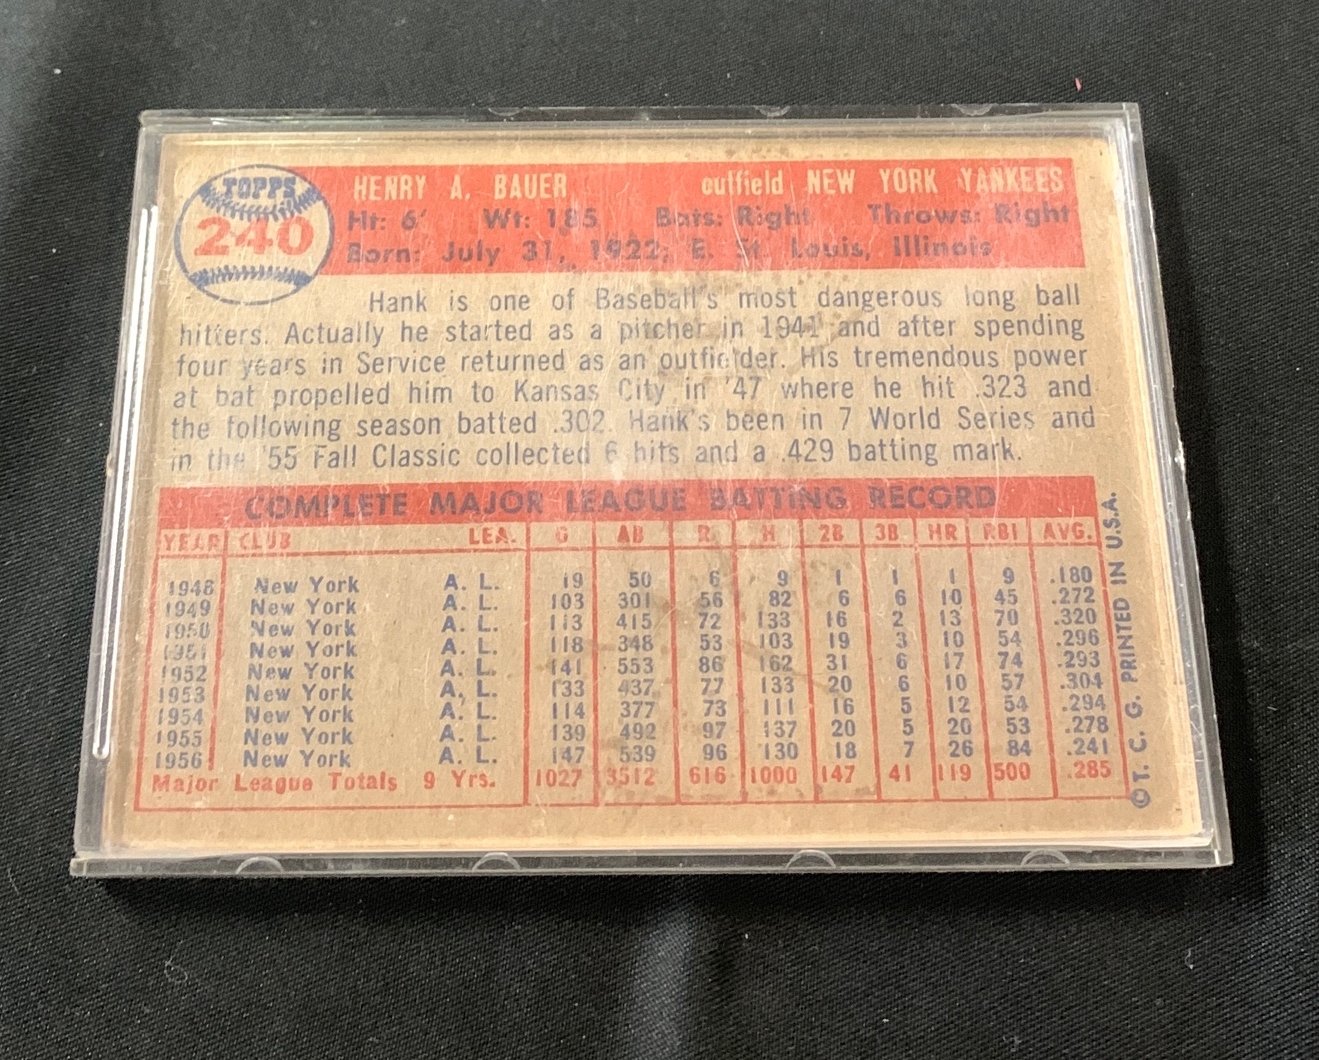 TOPPS
240
HENRY A. BAUER outfield NEW YORK YANKEES
Ht: 6' Wt: 185 Bats: Right Throws: Right
Born: July 31, 1922; E. St. Louis, Illinois
Hank is one of Baseball's most dangerous long ball
hitters. Actually he started as a pitcher in 1941 and after spending
four years in Service returned as an outfielder. His tremendous power
at bat propelled him to Kansas City in '47 where he hit .323 and
the following season batted .302. Hank's been in 7 World Series and
in the '55 Fall Classic collected 6 hits and a .429 batting mark.
COMPLETE MAJOR LEAGUE BATTING RECORD
YEAR CLUB LEA. G AB R H 2B 3B HR RBI AVG.
1948 New York A. L. 19 50 6 9 1 1 1 9 .180
1949 New York A. L. 103 301 56 82 6 6 10 45 .272
1950 New York A. L. 113 415 72 133 16 2 13 70 .320
1951 New York A. L. 118 348 53 103 19 3 10 54 .296
1952 New York A. L. 141 553 86 162 31 6 17 74 .293
1953 New York A. L. 133 437 77 133 20 6 10 57 .304
1954 New York A. L. 114 377 73 111 16 5 12 54 .294
1955 New York A. L. 139 492 97 137 20 5 20 53 .278
1956 New York A. L. 147 539 96 130 18 7 26 84 .241
Major League Totals 9 Yrs. 1027 3512 616 1000 147 41 119 500 .285
© T. C. G. PRINTED IN U.S.A.